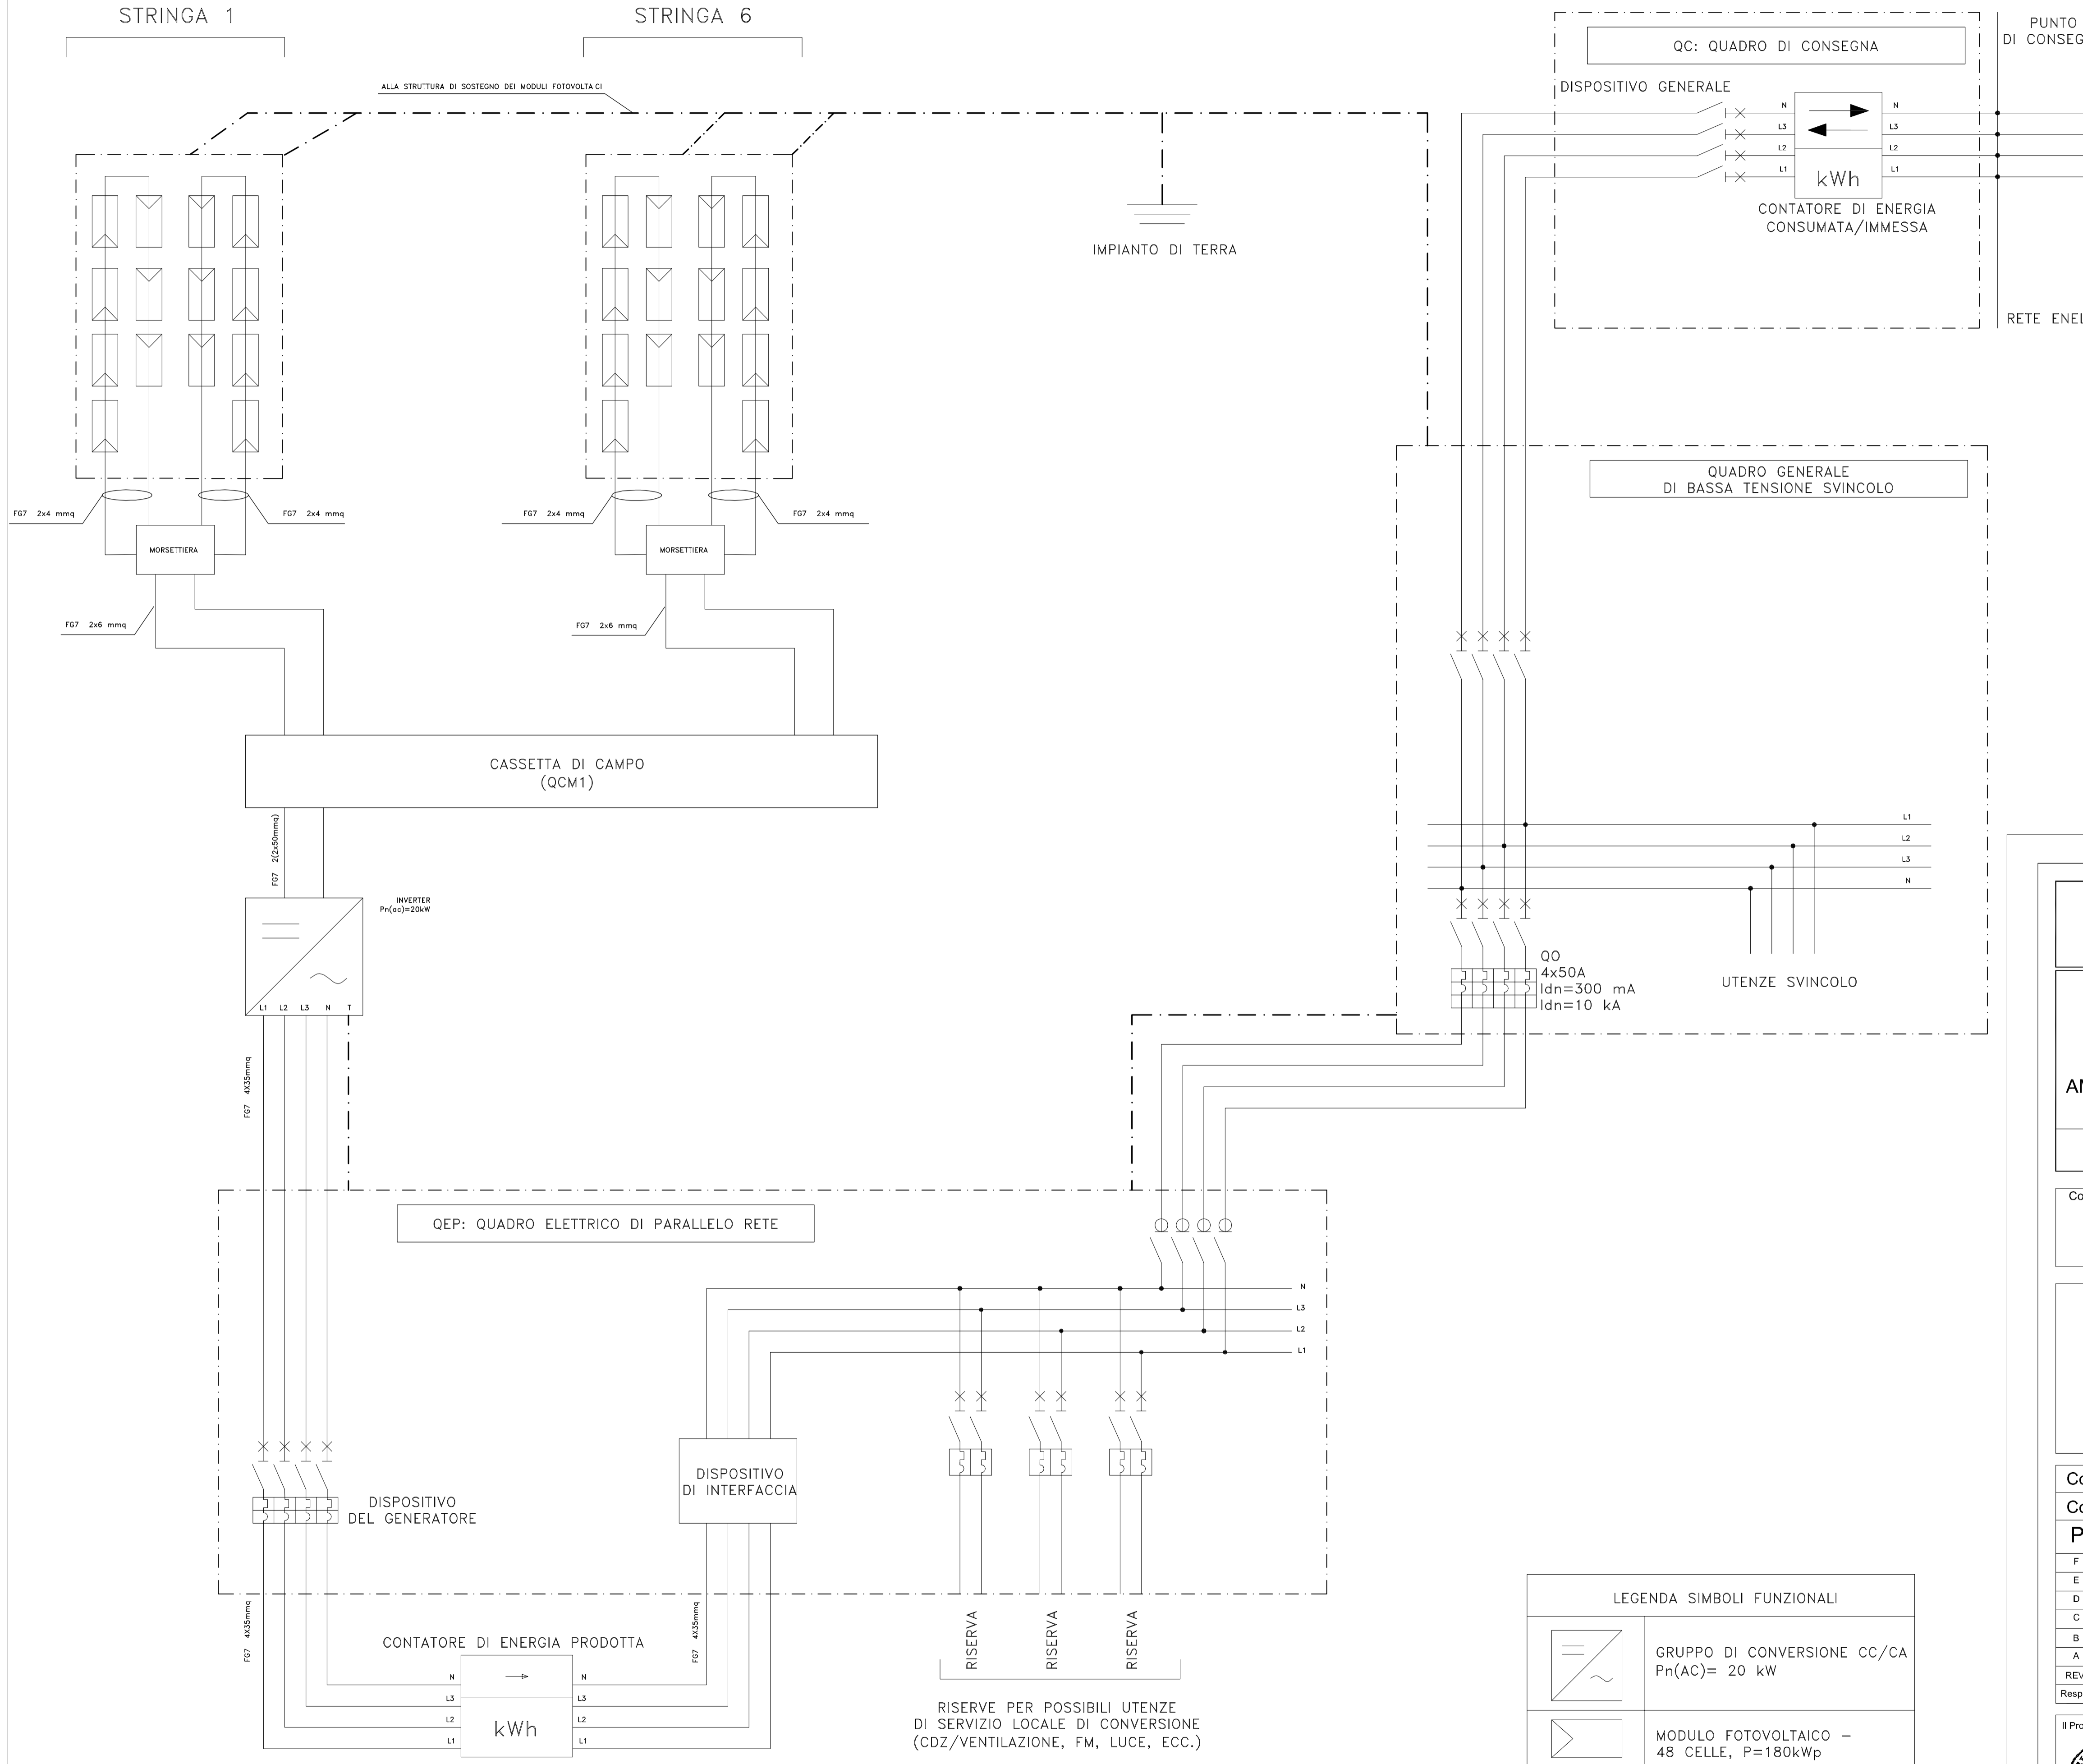 STRINGA 1
STRINGA 6
ALLA STRUTTURA DI SOSTEGNO DEI MODULI FOTOVOLTAICI
IMPIANTO DI TERRA
QC: QUADRO DI CONSEGNA
DISPOSITIVO GENERALE
N
L3
L2
L1
kWh
N
L3
L2
L1
CONTATORE DI ENERGIA
CONSUMATA/IMMESSA
PUNTO
DI CONSEG
RETE ENEL
FG7 2x4 mmq
FG7 2x4 mmq
FG7 2x4 mmq
FG7 2x4 mmq
MORSETTIERA
MORSETTIERA
FG7 2x6 mmq
FG7 2x6 mmq
CASSETTA DI CAMPO
(QCM1)
FG7 2(2x50mmq)
INVERTER
Pn(ac)=20kW
L1 L2 L3 N T
FG7 4X35mmq
QUADRO GENERALE
DI BASSA TENSIONE SVINCOLO
L1
L2
L3
N
QO
4x50A
Idn=300 mA
Idn=10 kA
UTENZE SVINCOLO
QEP: QUADRO ELETTRICO DI PARALLELO RETE
N
L3
L2
L1
DISPOSITIVO
DEL GENERATORE
DISPOSITIVO
DI INTERFACCIA
FG7 4X35mmq
FG7 4X35mmq
CONTATORE DI ENERGIA PRODOTTA
N
L3
L2
L1
kWh
N
L3
L2
L1
RISERVA
RISERVA
RISERVA
RISERVE PER POSSIBILI UTENZE
DI SERVIZIO LOCALE DI CONVERSIONE
(CDZ/VENTILAZIONE, FM, LUCE, ECC.)
LEGENDA SIMBOLI FUNZIONALI
GRUPPO DI CONVERSIONE CC/CA
Pn(AC)= 20 kW
MODULO FOTOVOLTAICO –
48 CELLE, P=180kWp
AN
Co
Co
Co
P
F
E
D
C
B
A
REV
Resp
Il Pro